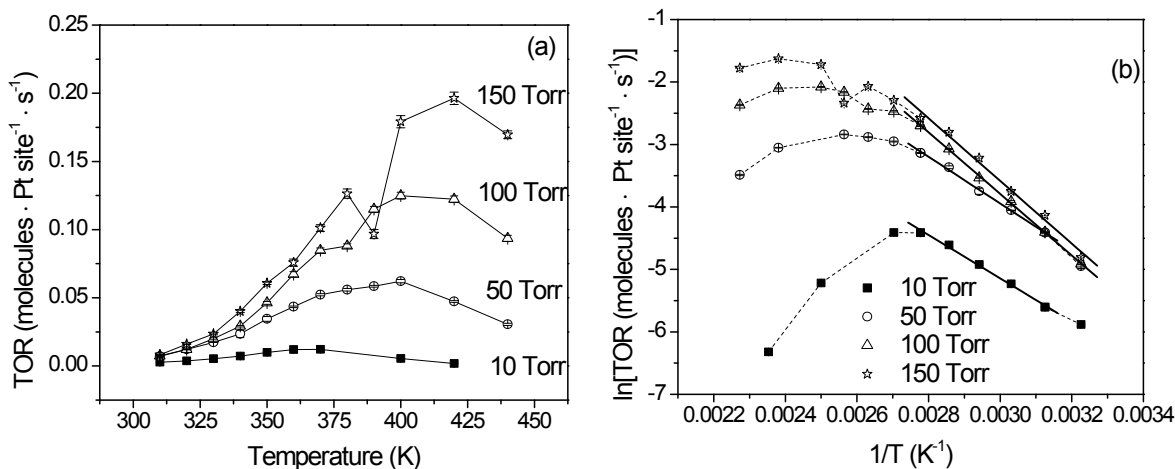 (a)
TOR (molecules · Pt site⁻¹ · s⁻¹)
0.25
0.20
0.15
0.10
0.05
0.00
150 Torr
100 Torr
50 Torr
10 Torr
300 325 350 375 400 425 450
Temperature (K)
(b)
ln[TOR (molecules · Pt site⁻¹ · s⁻¹)]
-1
-2
-3
-4
-5
-6
-7
10 Torr
50 Torr
100 Torr
150 Torr
0.0022 0.0024 0.0026 0.0028 0.0030 0.0032 0.0034
1/T (K⁻¹)